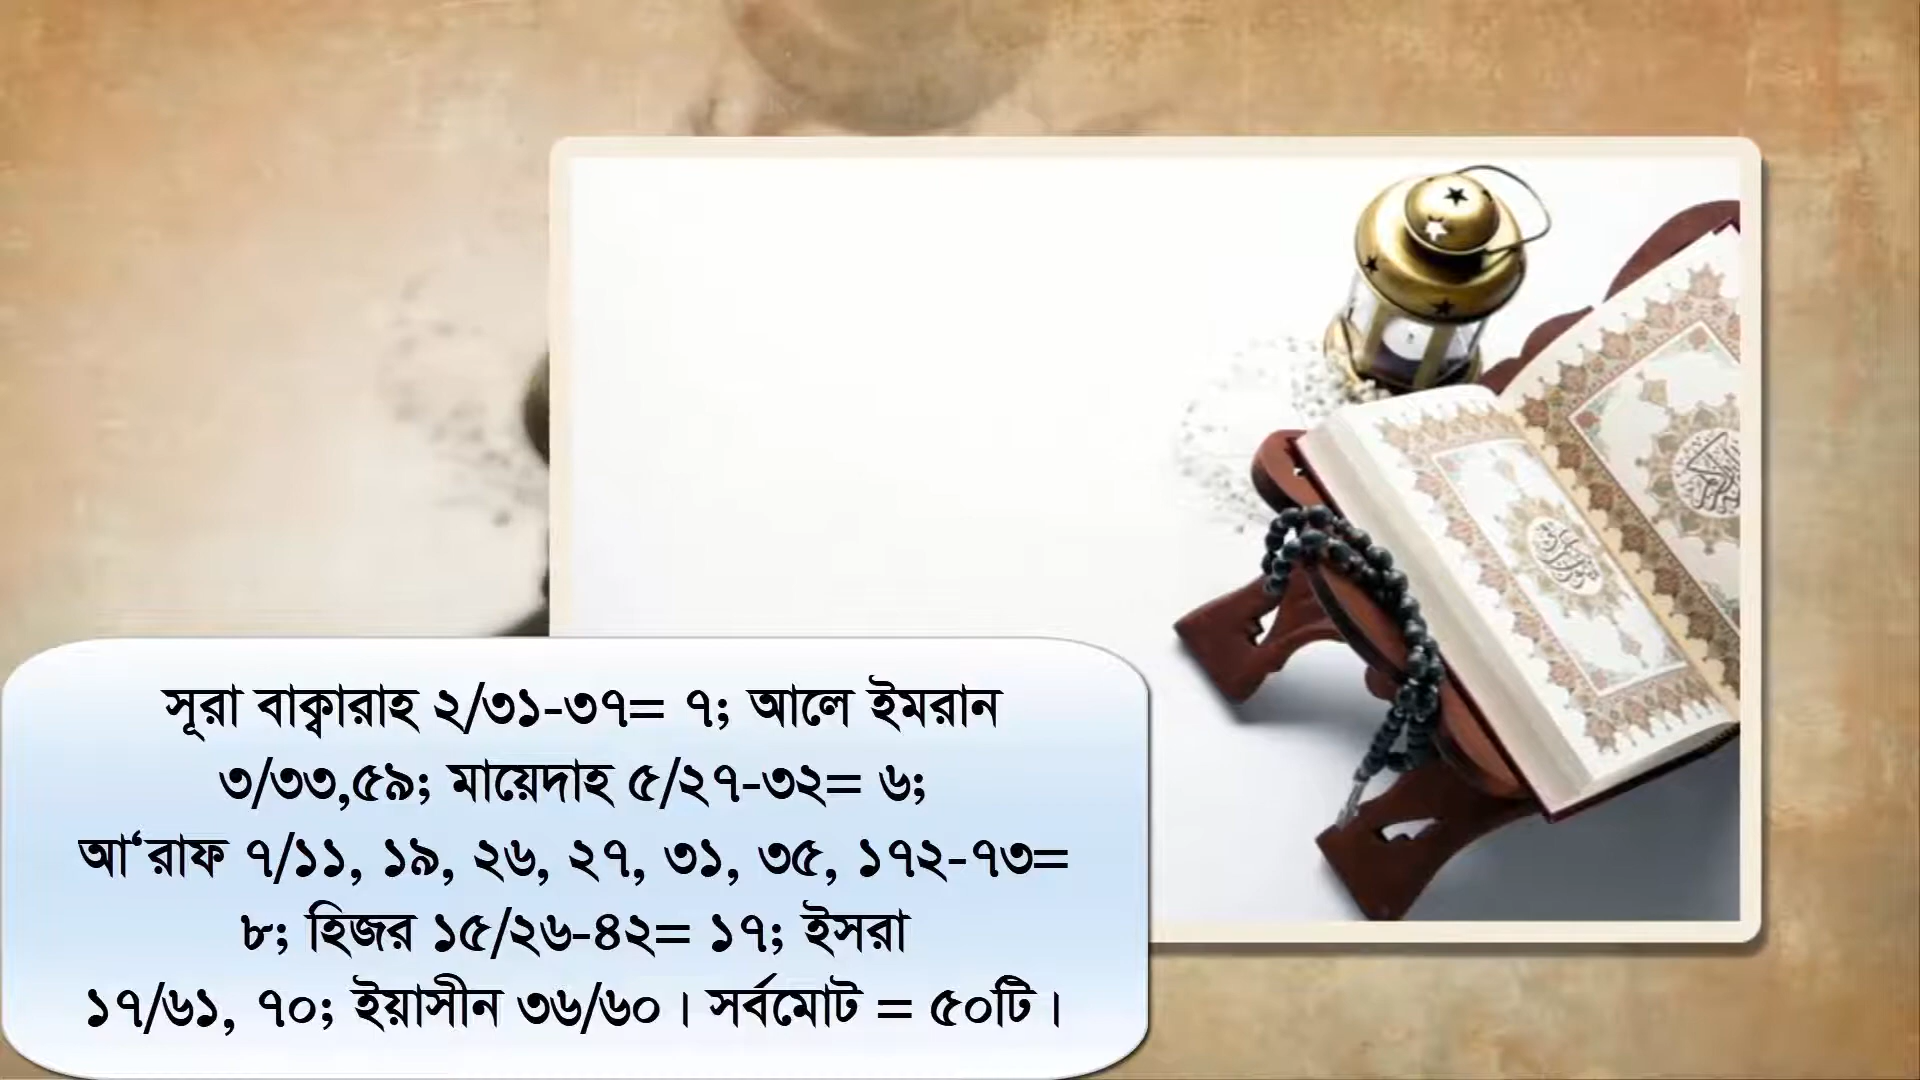 সূরা বাক্বারাহ ২/৩১-৩৭= ৭; আলে ইমরান
৩/৩৩,৫৯; মায়েদাহ ৫/২৭-৩২= ৬;
আ‘রাফ ৭/১১, ১৯, ২৬, ২৭, ৩১, ৩৫, ১৭২-৭৩=
৮; হিজর ১৫/২৬-৪২= ১৭; ইসরা
১৭/৬১, ৭০; ইয়াসীন ৩৬/৬০। সর্বমোট = ৫০টি।